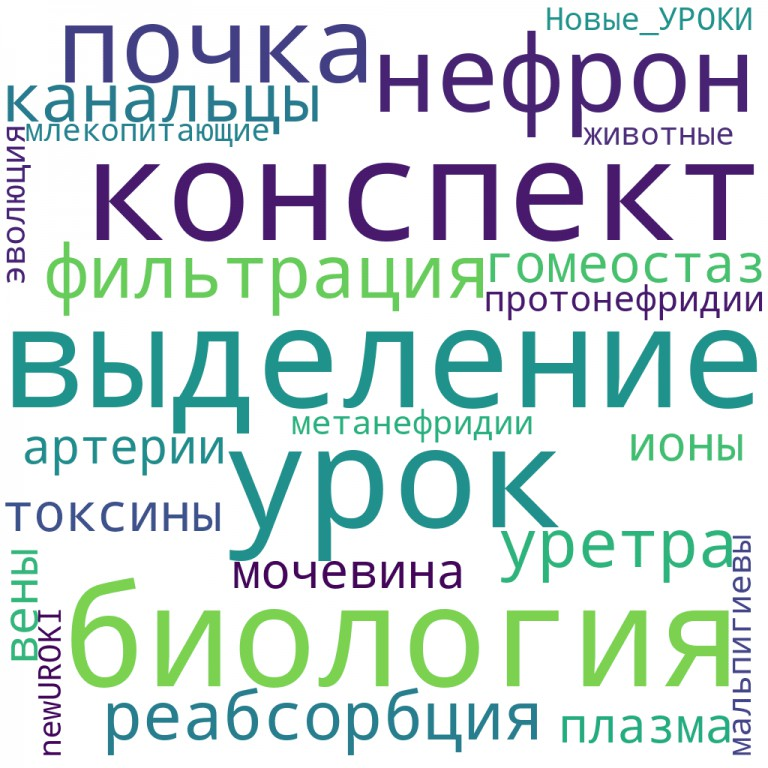 Новые_УРОКИ
почка
нефрон
канальцы
млекопитающие
животные
эволюция
конспект
фильтрация
гомеостаз
протонефридии
выделение
метанефридии
артерии
урок
ионы
токсины
уретра
мочевина
вены
мальпигиевы
биология
newUROKI
реабсорбция
плазма